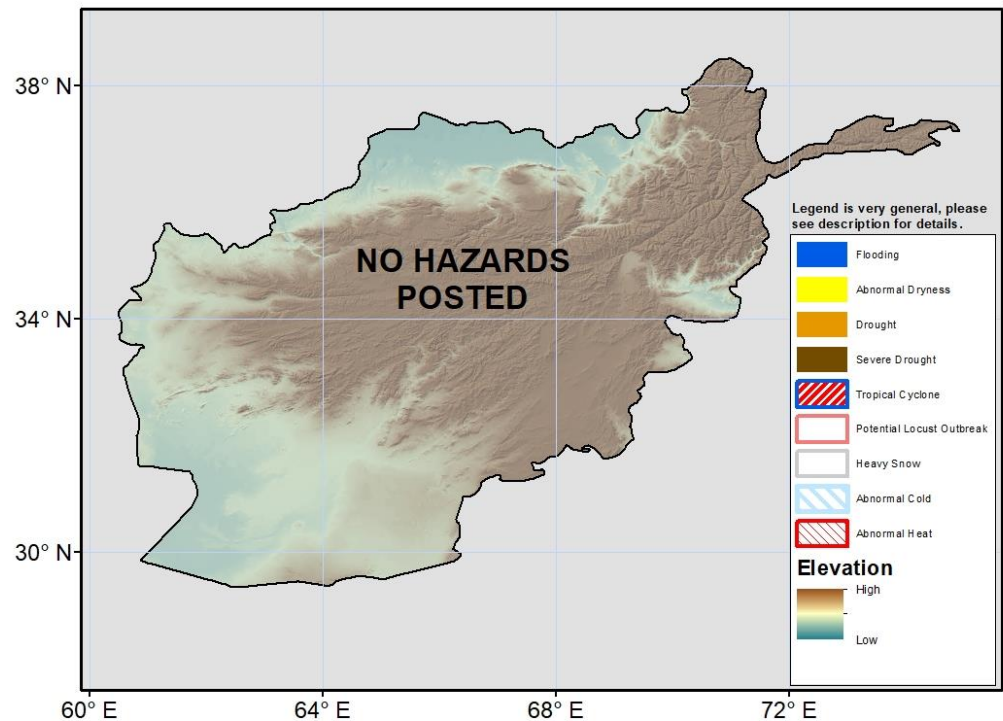 38° N
34° N
30° N
60° E
64° E
68° E
72° E
NO HAZARDS
POSTED
Legend is very general, please
see description for details.
Flooding
Abnormal Dryness
Drought
Severe Drought
Tropical Cyclone
Potential Locust Outbreak
Heavy Snow
Abnormal Cold
Abnormal Heat
Elevation
High
Low